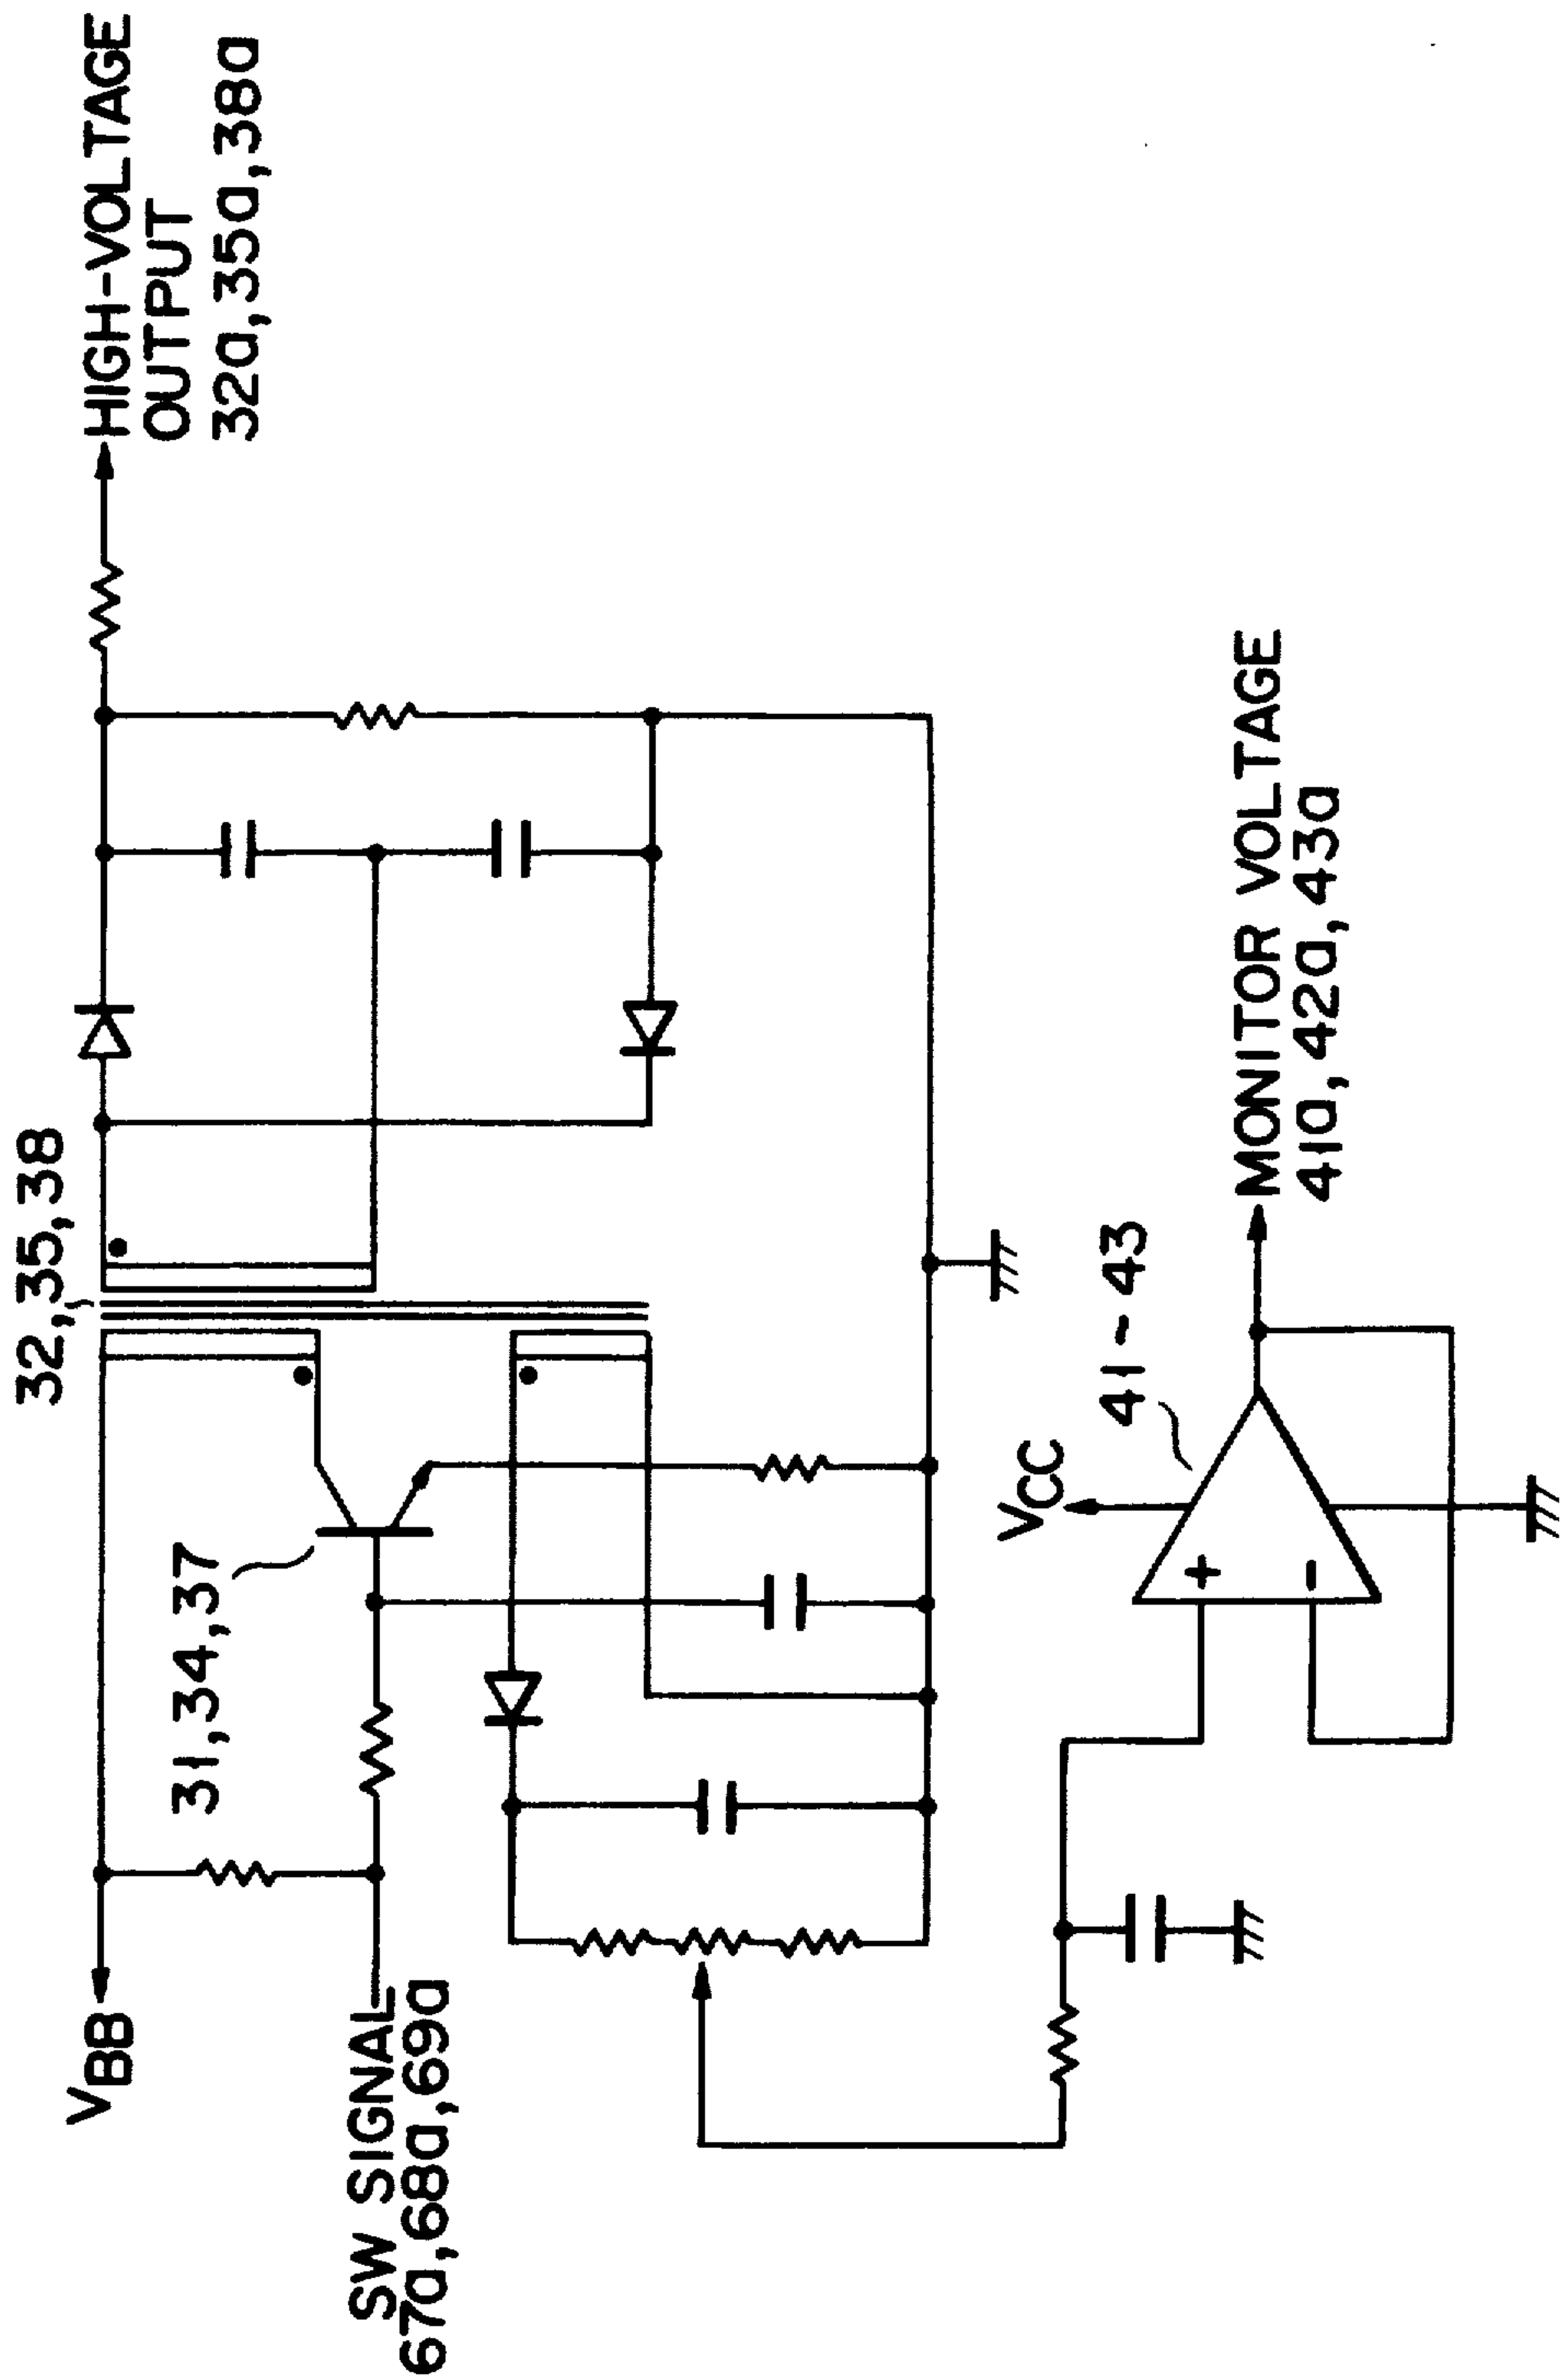 VBB
SW SIGNAL
67a,68a,69a
31,34,37
32,35,38
HIGH-VOLTAGE
OUTPUT
32a,35a,38a
VCC
41-43
+
-
MONITOR VOLTAGE
41a,42a,43a